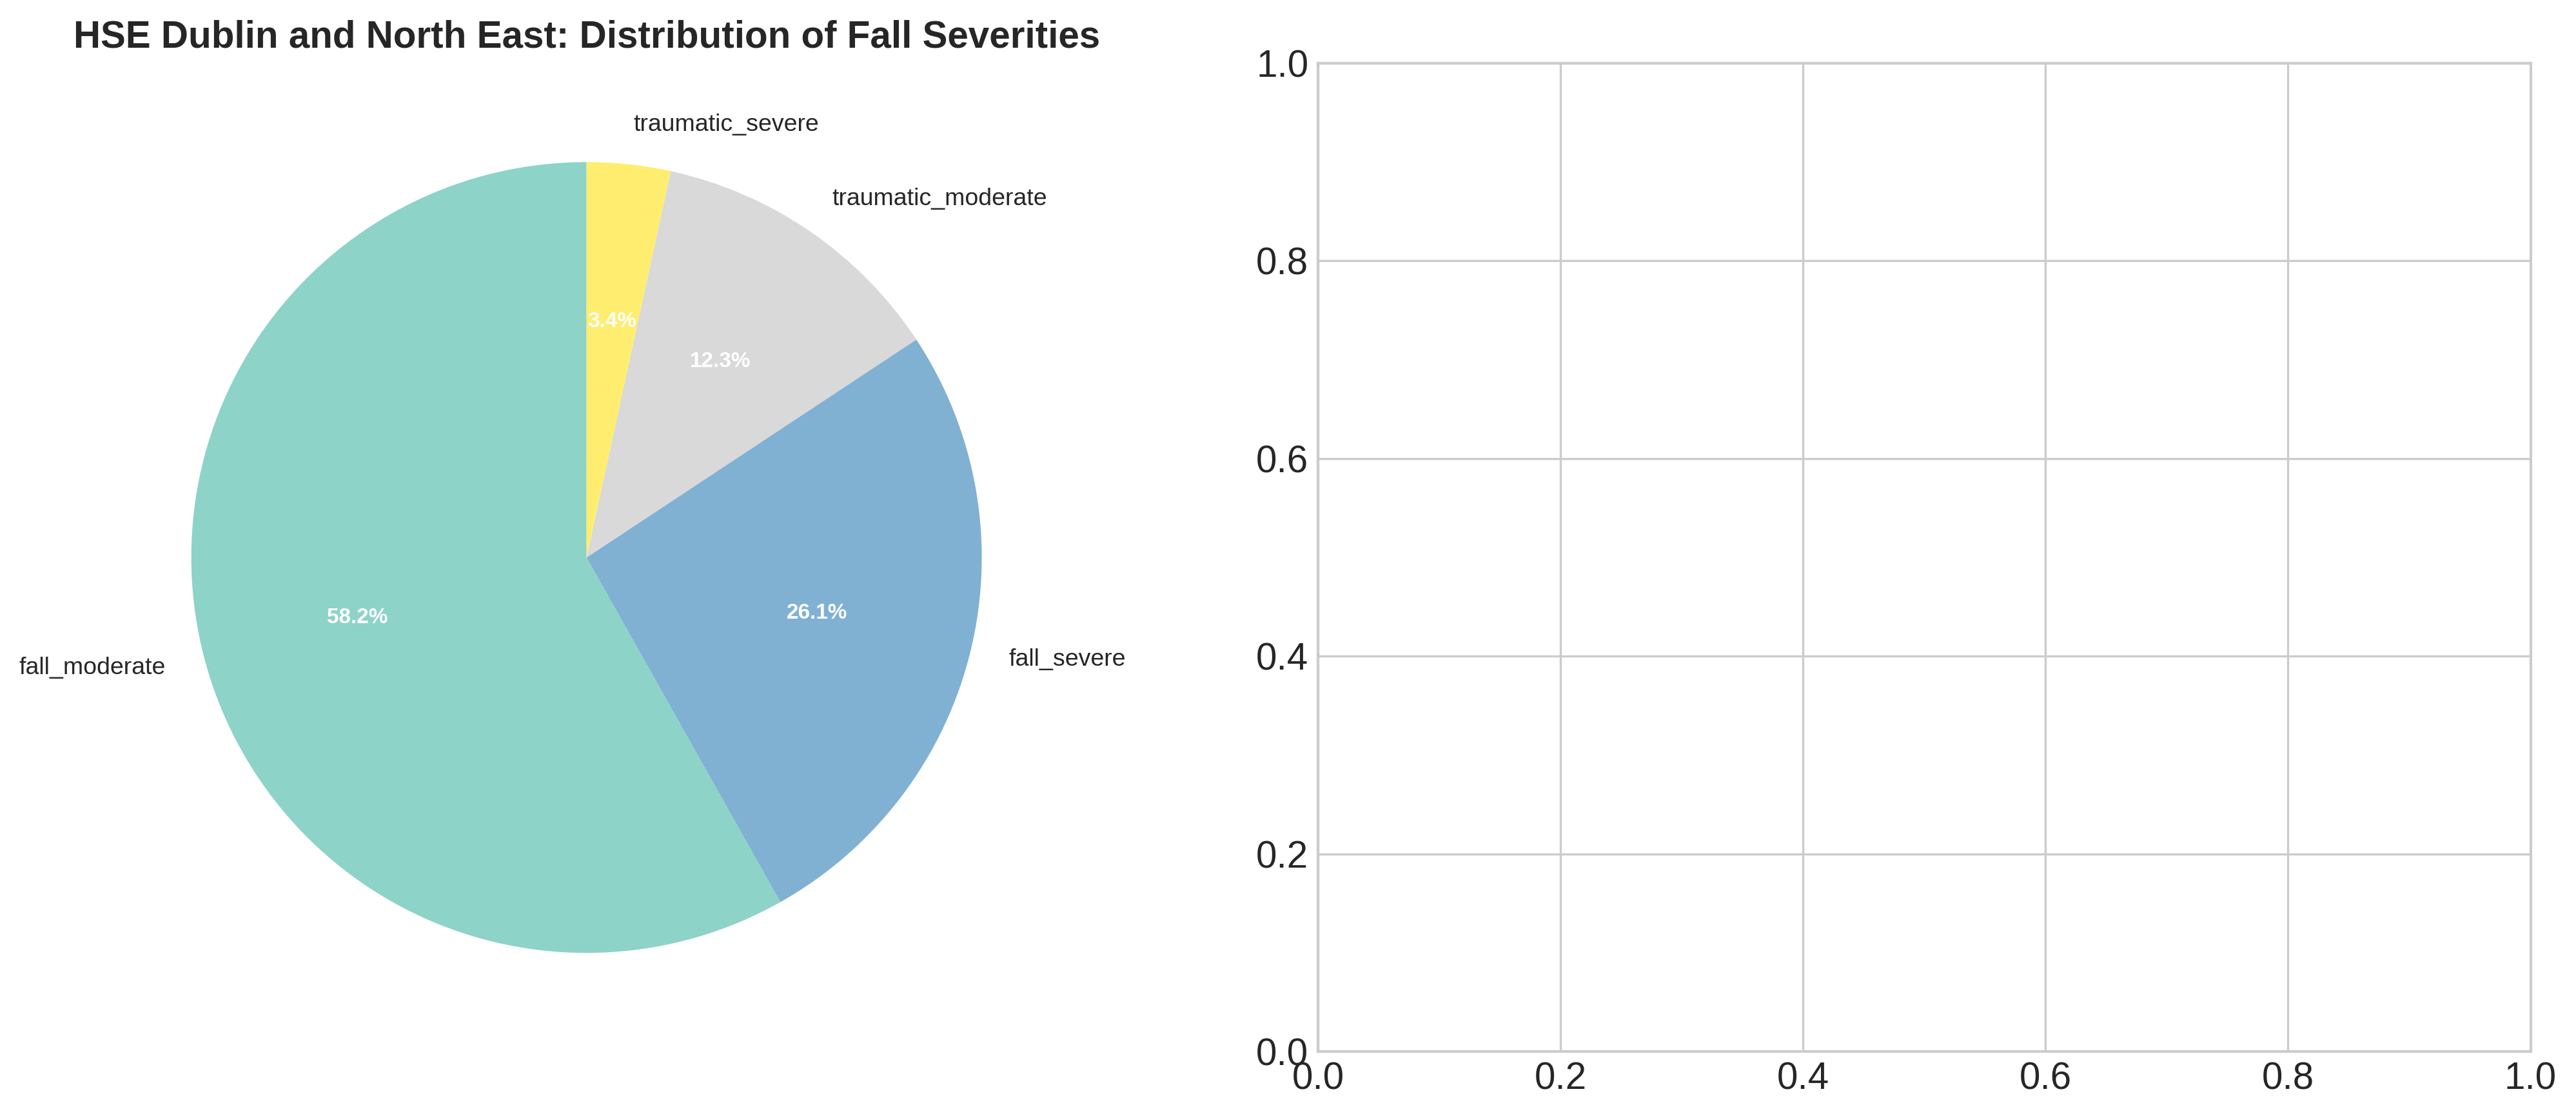 HSE Dublin and North East: Distribution of Fall Severities
traumatic_severe
traumatic_moderate
3.4%
12.3%
58.2%
26.1%
fall_moderate
fall_severe
1.0
0.8
0.6
0.4
0.2
0.0
0.0 0.2 0.4 0.6 0.8 1.0